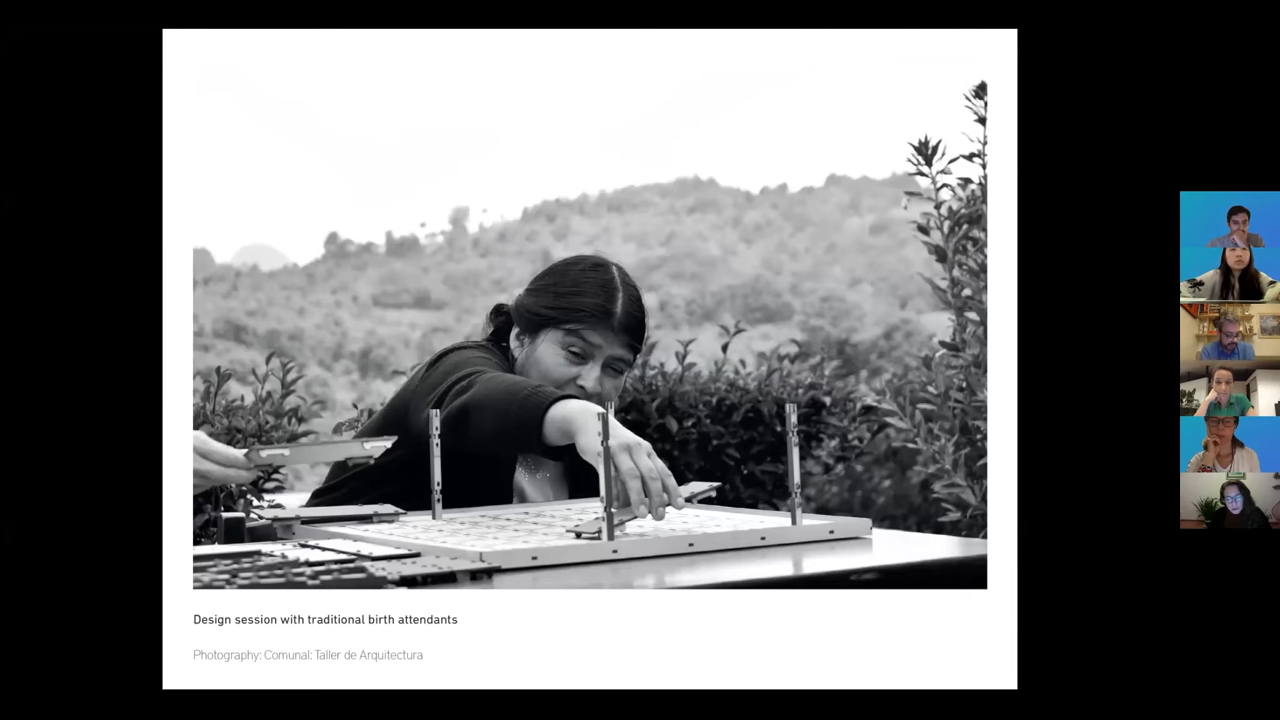 Design session with traditional birth attendants
Photography: Comunal: Taller de Arquitectura